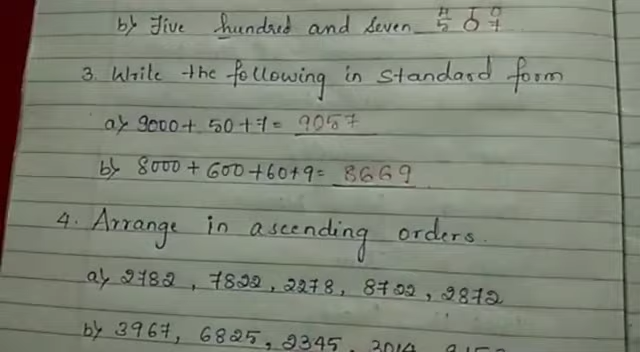 b) Five hundred and seven H T O
5 0 7
3. Write the following in standard form
a) 9000 + 50 + 7 = 9057
b) 8000 + 600 + 60 + 9 = 8669
4. Arrange in ascending orders.
a) 2782, 7822, 2278, 8722, 2872
b) 3967, 6825, 2345, 3014,